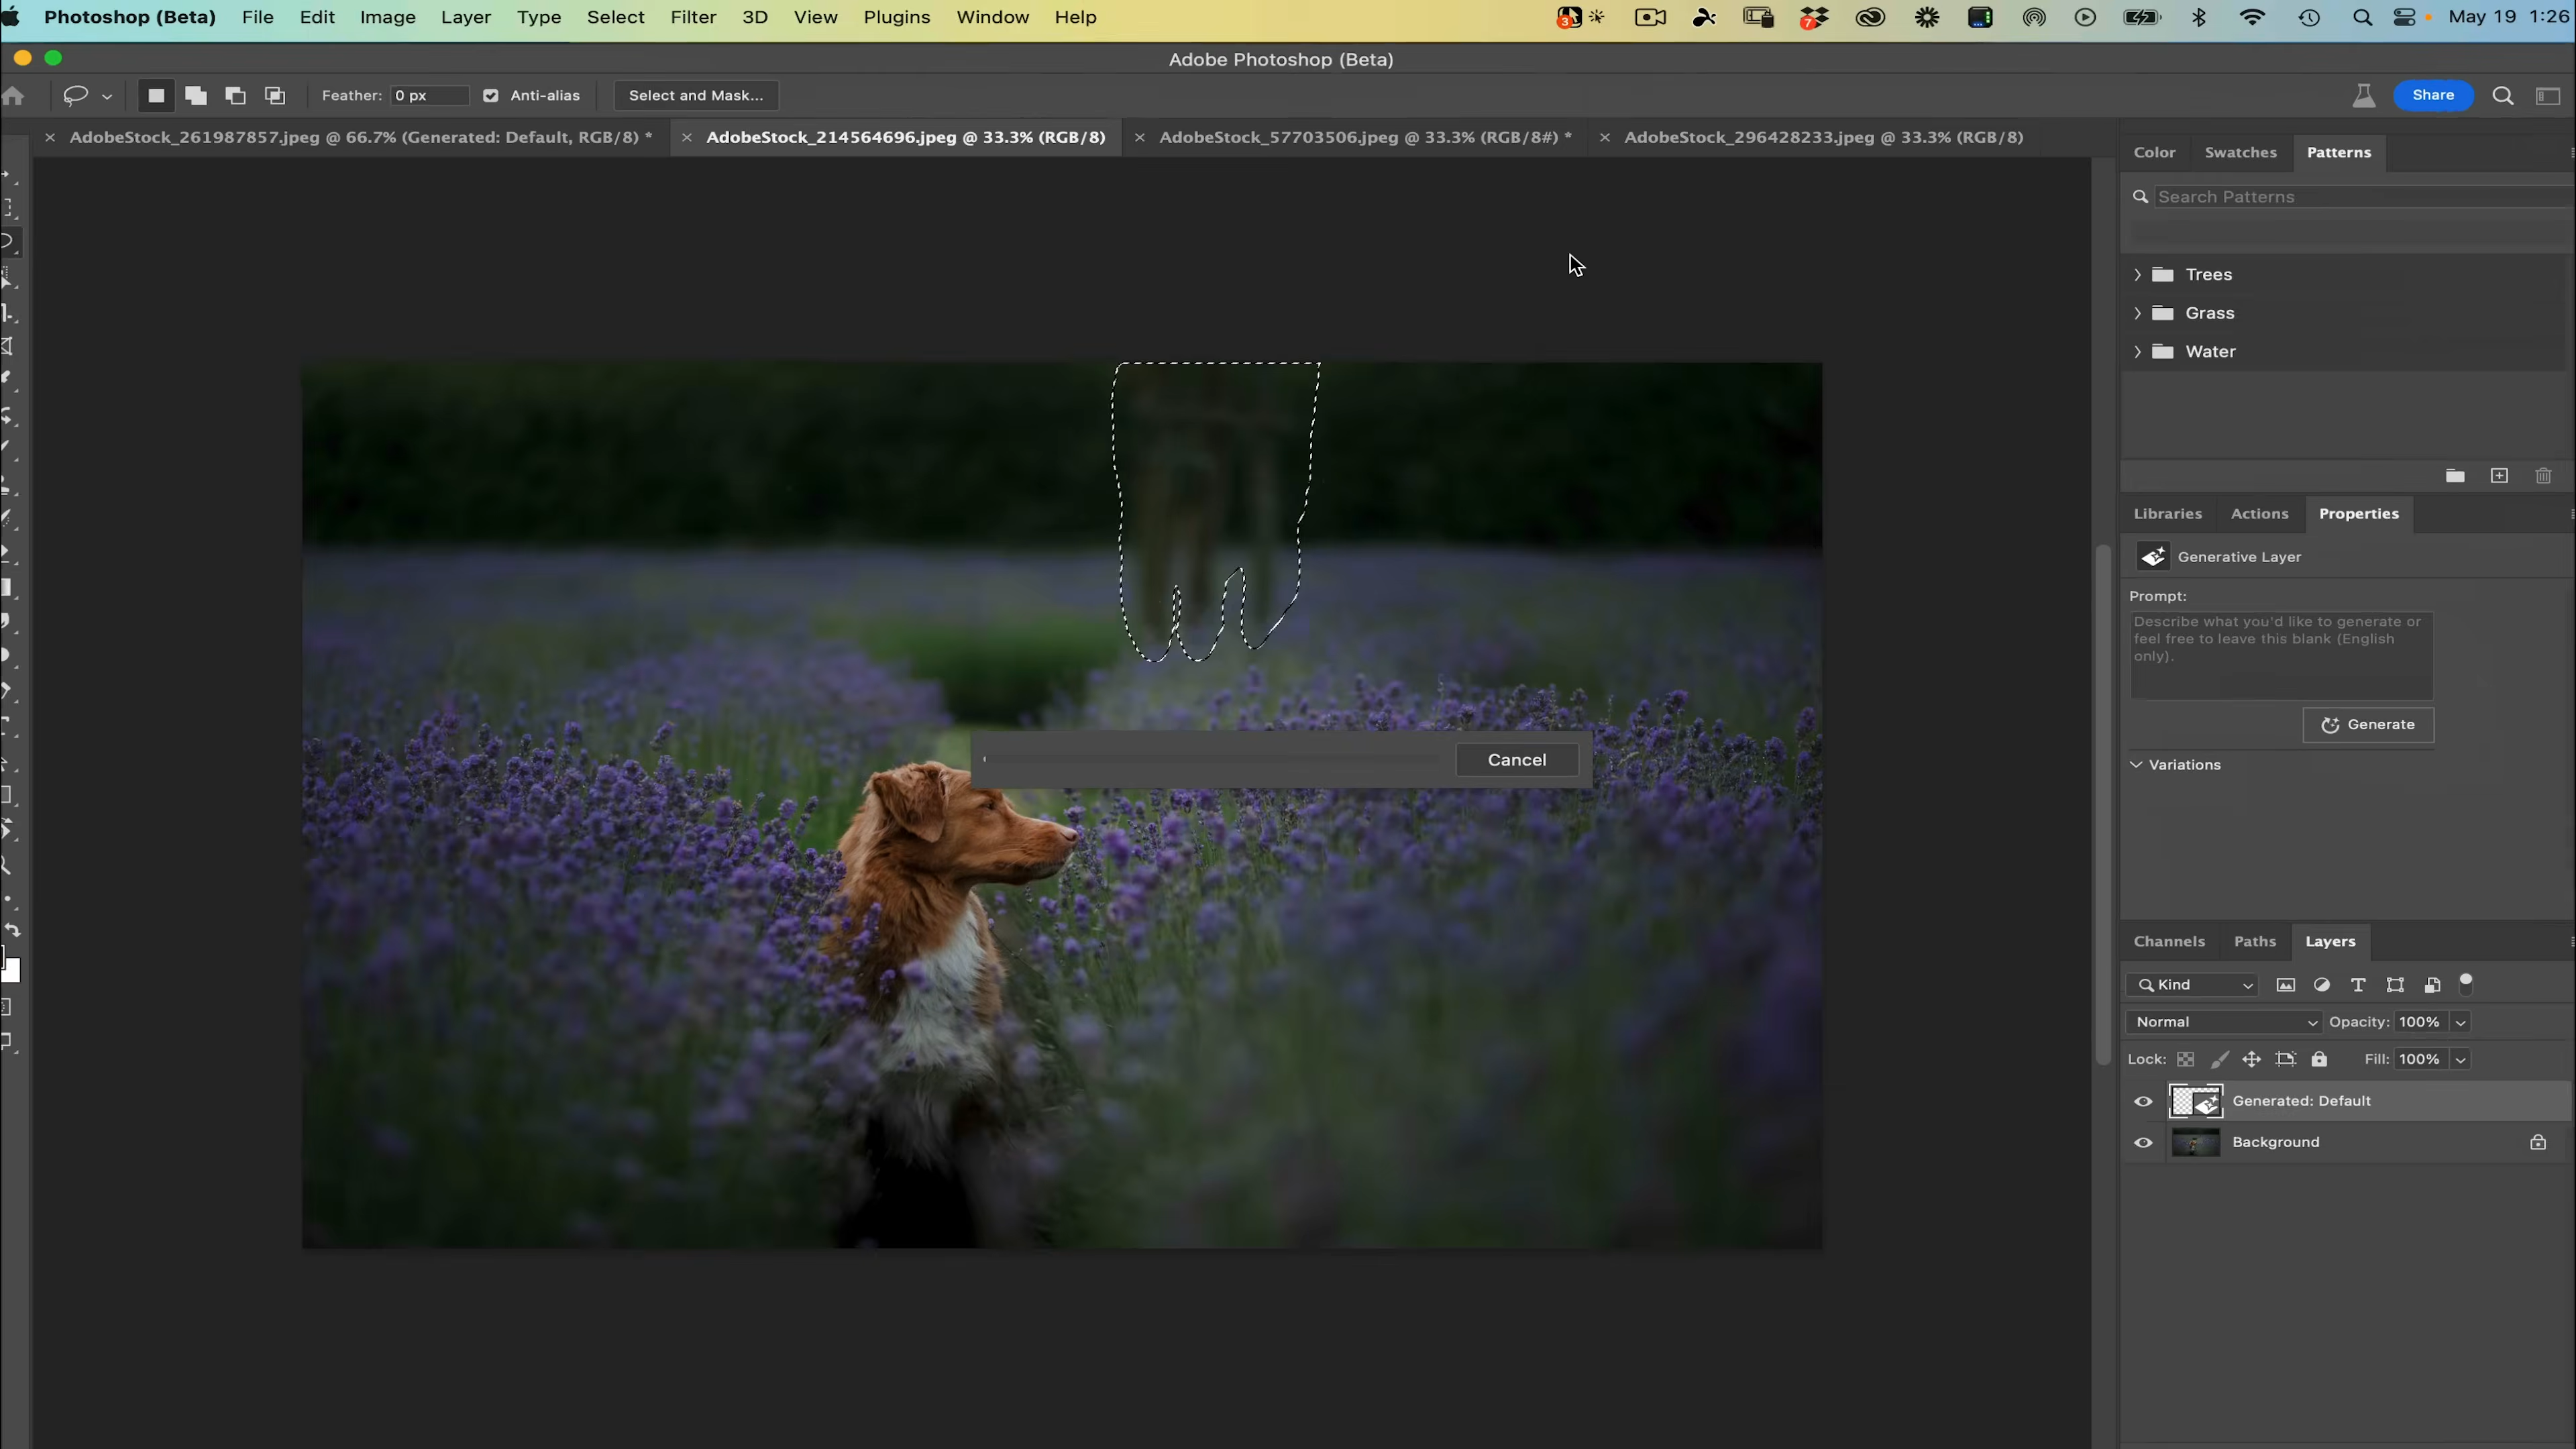 Photoshop (Beta) File Edit Image Layer Type Select Filter 3D View Plugins Window Help 3 7 May 19 1:26
Adobe Photoshop (Beta)
Feather: 0 px Anti-alias Select and Mask... Share
AdobeStock_261987857.jpeg @ 66.7% (Generated: Default, RGB/8) * AdobeStock_214564696.jpeg @ 33.3% (RGB/8) AdobeStock_57703506.jpeg @ 33.3% (RGB/8#) * AdobeStock_296428233.jpeg @ 33.3% (RGB/8)
Color Swatches Patterns
Search Patterns
Trees
Grass
Water
Libraries Actions Properties
Generative Layer
Prompt:
Describe what you'd like to generate or
feel free to leave this blank (English
only).
Generate
Cancel
Variations
Channels Paths Layers
Kind
Normal Opacity: 100%
Lock: Fill: 100%
Generated: Default
Background